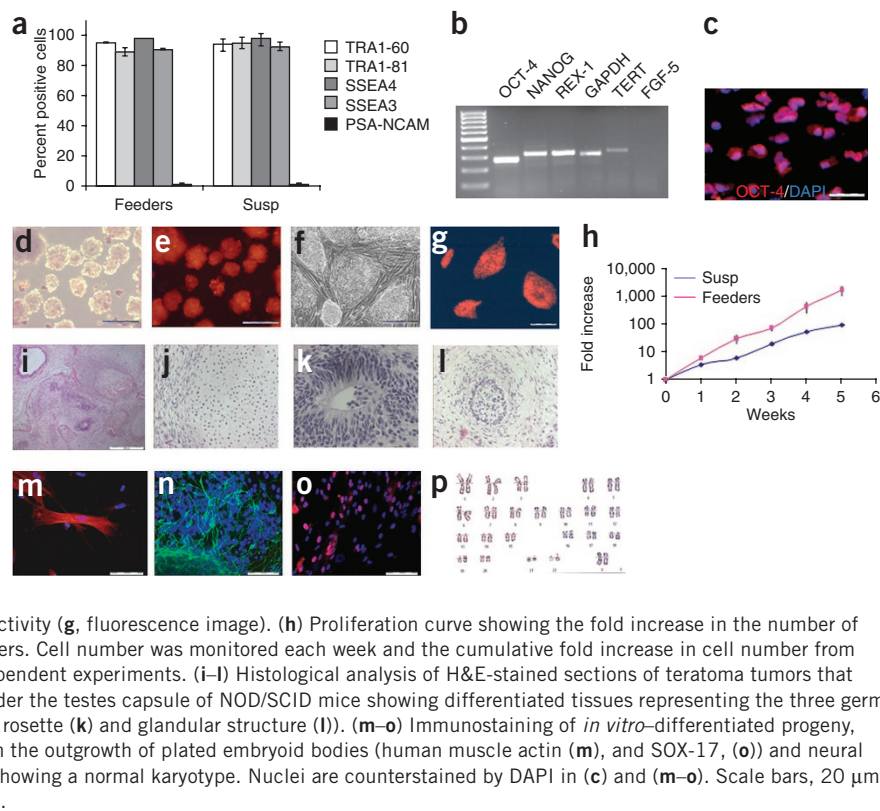 a
100
80
60
40
20
0
Percent positive cells
Feeders
Susp
TRA1-60
TRA1-81
SSEA4
SSEA3
PSA-NCAM
b
OCT-4
NANOG
REX-1
GAPDH
TERT
FGF-5
c
OCT-4/DAPI
d
e
f
g
h
Susp
Feeders
10,000
1,000
100
10
1
Fold increase
0 1 2 3 4 5 6
Weeks
i
j
k
l
m
n
o
p
ctivity (g, fluorescence image). (h) Proliferation curve showing the fold increase in the number of
ers. Cell number was monitored each week and the cumulative fold increase in cell number from
pendent experiments. (i–l) Histological analysis of H&E-stained sections of teratoma tumors that
der the testes capsule of NOD/SCID mice showing differentiated tissues representing the three germ
rosette (k) and glandular structure (l)). (m–o) Immunostaining of in vitro–differentiated progeny,
n the outgrowth of plated embryoid bodies (human muscle actin (m), and SOX-17, (o)) and neural
showing a normal karyotype. Nuclei are counterstained by DAPI in (c) and (m–o). Scale bars, 20 μm